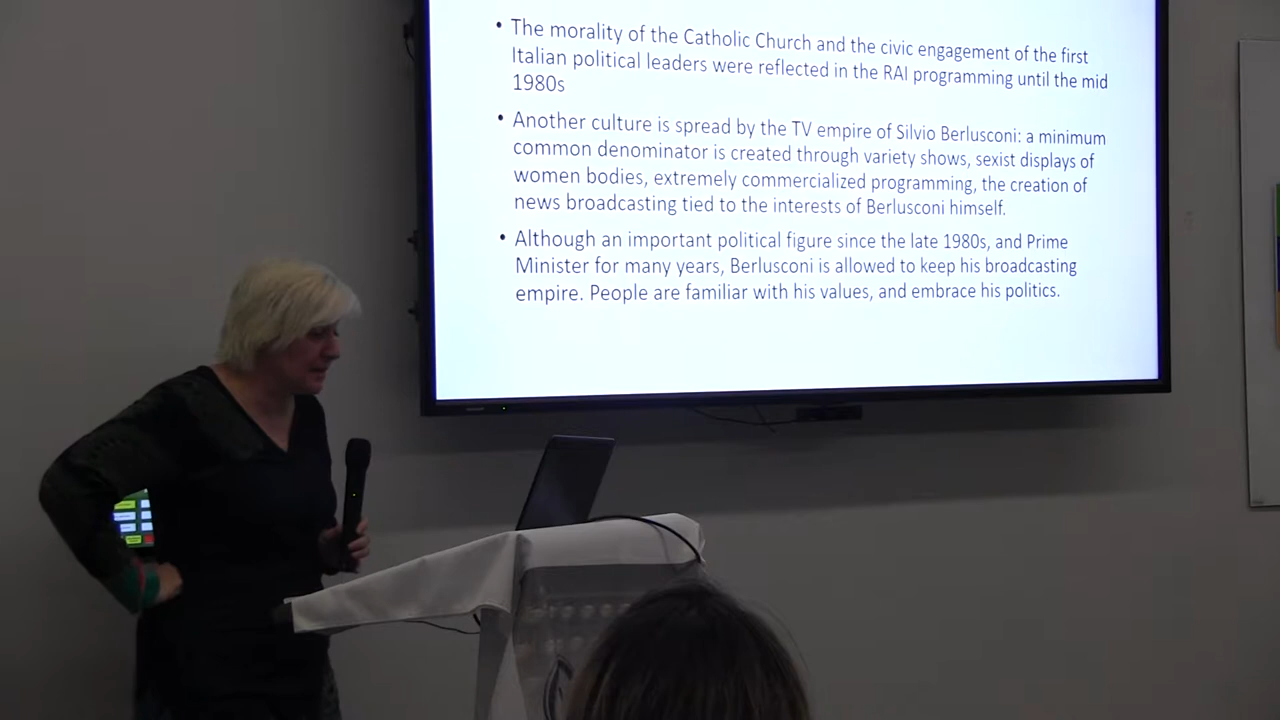 • The morality of the Catholic Church and the civic engagement of the first
Italian political leaders were reflected in the RAI programming until the mid
1980s
• Another culture is spread by the TV empire of Silvio Berlusconi: a minimum
common denominator is created through variety shows, sexist displays of
women bodies, extremely commercialized programming, the creation of
news broadcasting tied to the interests of Berlusconi himself.
• Although an important political figure since the late 1980s, and Prime
Minister for many years, Berlusconi is allowed to keep his broadcasting
empire. People are familiar with his values, and embrace his politics.